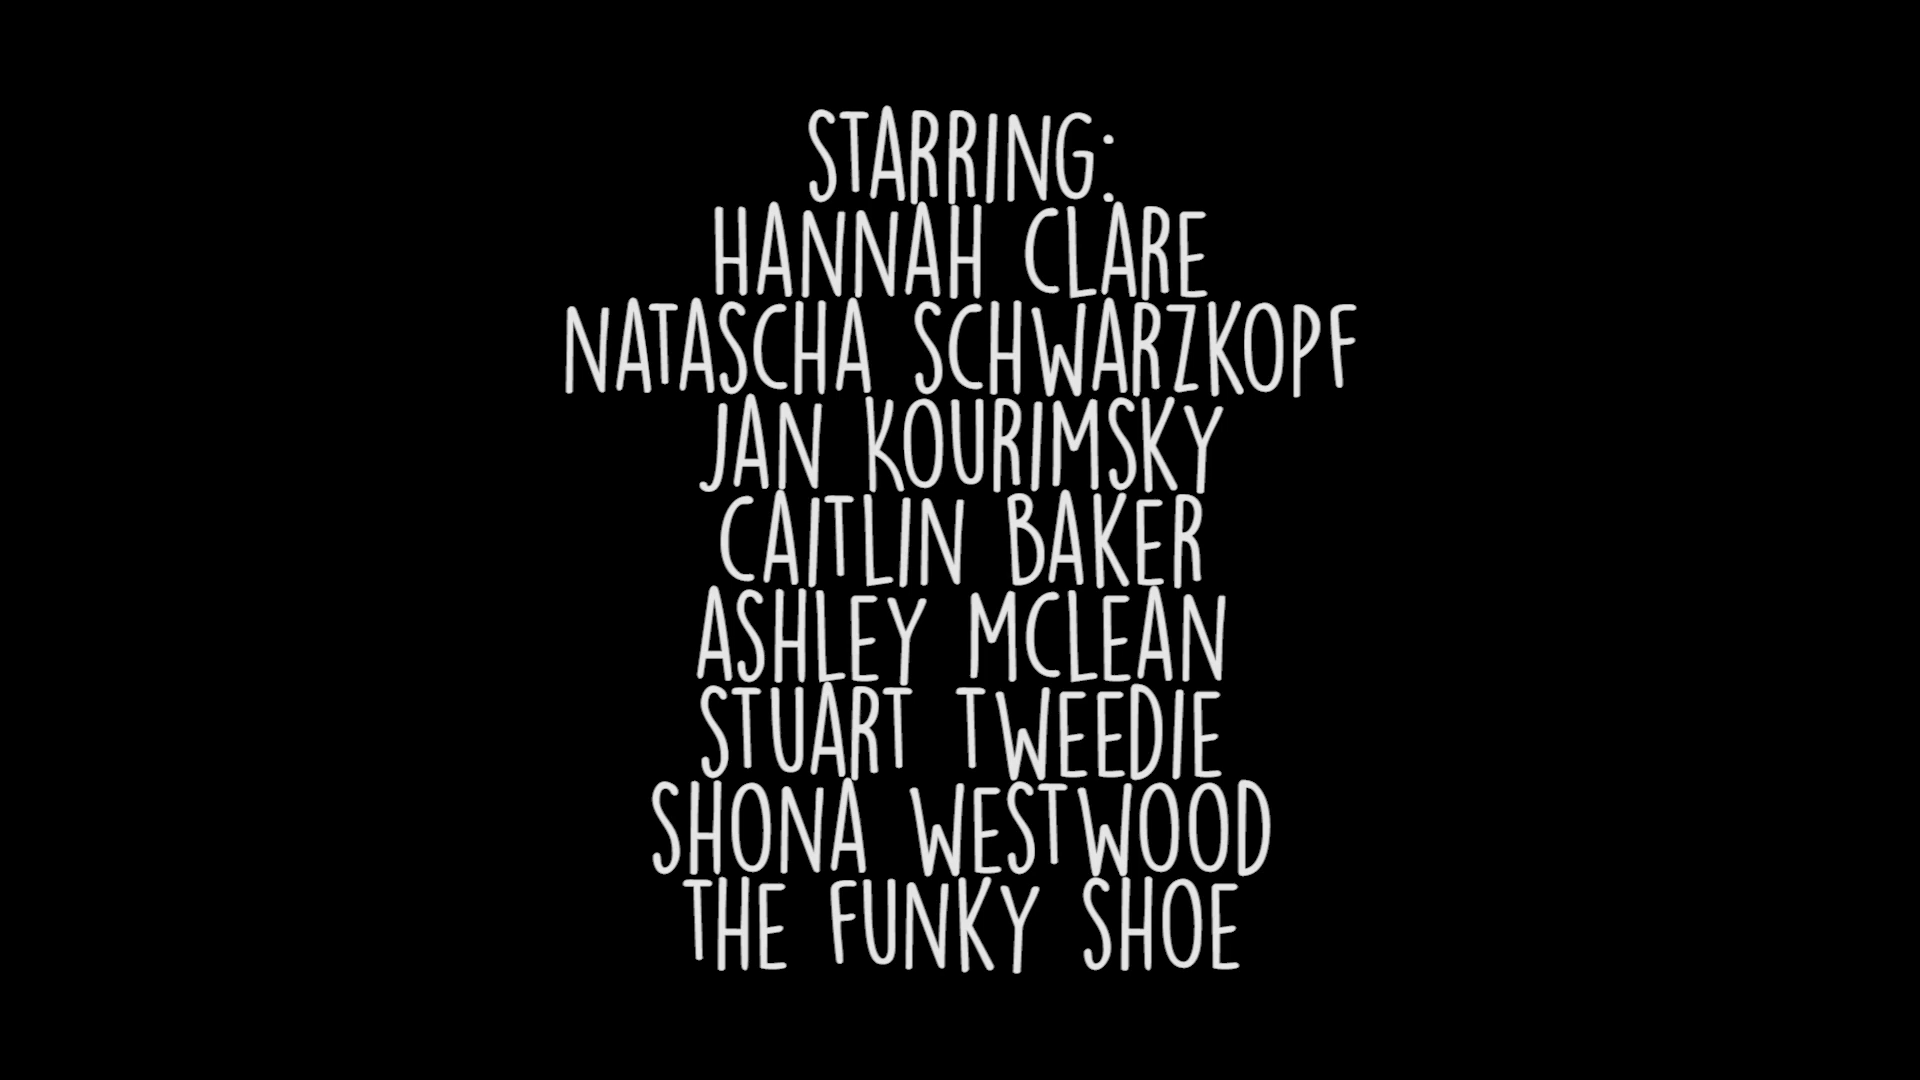 STARRING:
HANNAH CLARE
NATASCHA SCHWARZKOPF
JAN KOURIMSKY
CAITLIN BAKER
ASHLEY MCLEAN
STUART TWEEDIE
SHONA WESTWOOD
THE FUNKY SHOE